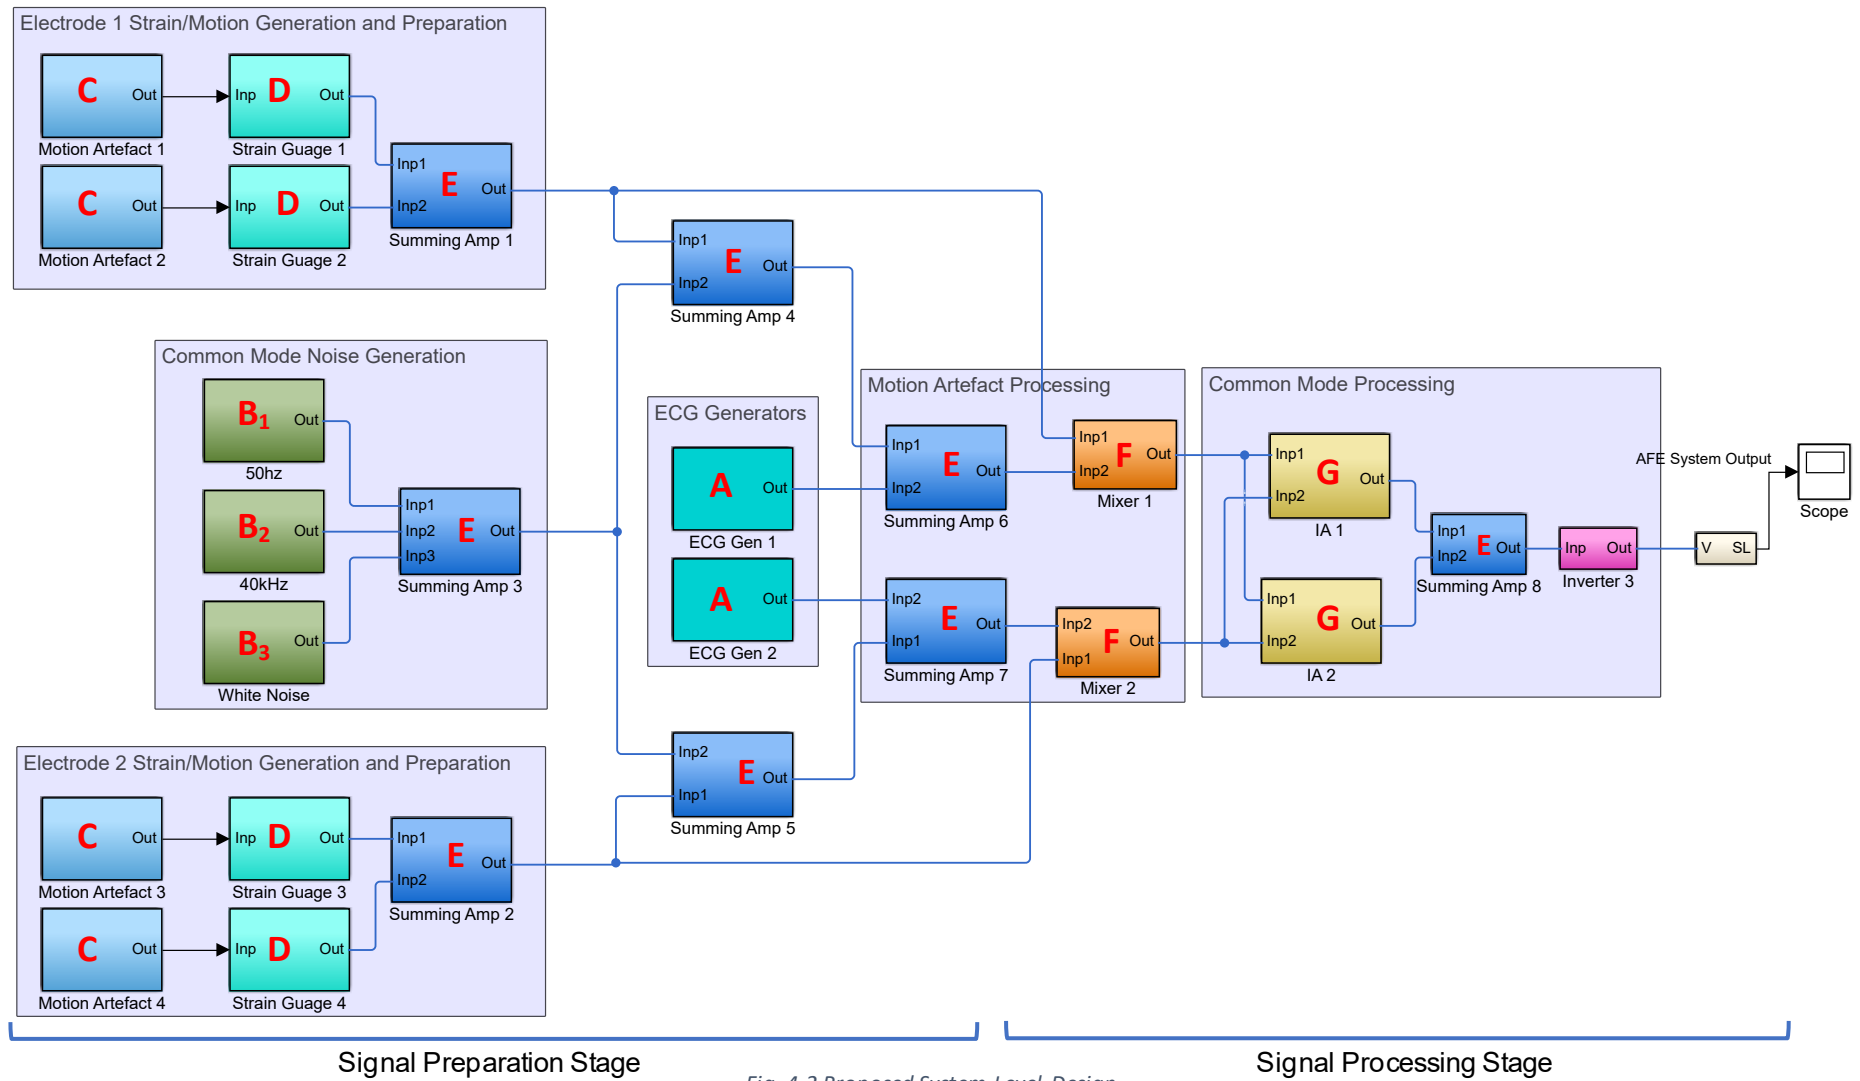 Electrode 1 Strain/Motion Generation and Preparation
C Out
Motion Artefact 1
Inp D Out
Strain Guage 1
C Out
Motion Artefact 2
Inp D Out
Strain Guage 2
Inp1
E Out
Inp2
Summing Amp 1
Inp1
E Out
Inp2
Summing Amp 4
Common Mode Noise Generation
B1 Out
50hz
B2 Out
40kHz
B3 Out
White Noise
Inp1
Inp2 E Out
Inp3
Summing Amp 3
ECG Generators
A Out
ECG Gen 1
A Out
ECG Gen 2
Motion Artefact Processing
Inp1
E Out
Inp2
Summing Amp 6
Inp1
F Out
Inp2
Mixer 1
Inp2
E Out
Inp1
Summing Amp 7
Inp2
F Out
Inp1
Mixer 2
Common Mode Processing
Inp1
G Out
Inp2
IA 1
Inp1
G Out
Inp2
IA 2
Inp1
E Out
Inp2
Summing Amp 8
Inp Out
Inverter 3
V SL
AFE System Output
Scope
Inp2
E Out
Inp1
Summing Amp 5
Electrode 2 Strain/Motion Generation and Preparation
C Out
Motion Artefact 3
Inp D Out
Strain Guage 3
C Out
Motion Artefact 4
Inp D Out
Strain Guage 4
Inp1
E Out
Inp2
Summing Amp 2
Signal Preparation Stage
Signal Processing Stage
Fig. 4.2 Proposed System Level Design